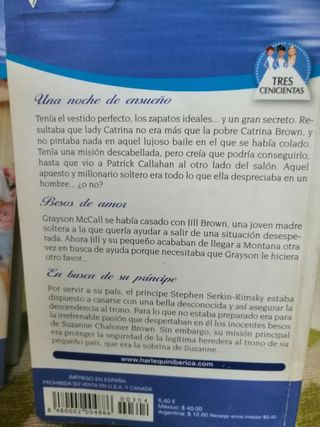 TRES
CENICIENTAS
Una noche de ensueño
Tenía el vestido perfecto, los zapatos ideales... y un gran secreto. Re-
sultaba que lady Catrina no era más que la pobre Catrina Brown, y
no pintaba nada en aquel lujoso baile en el que se había colado.
Tenía una misión descabellada, pero creía que podría conseguirlo,
hasta que vio a Patrick Callahan al otro lado del salón. Aquel
apuesto y millonario soltero era todo lo que ella despreciaba en un
hombre... ¿o no?
Besos de amor
Grayson McCall se había casado con Jill Brown, una joven madre
soltera a la que quería ayudar a salir de una situación desespe-
rada. Ahora Jill y su pequeño acababan de llegar a Montana otra
vez en busca de ayuda porque necesitaba que Grayson le hiciera
otro favor...
En busca de su príncipe
Por servir a su país, el príncipe Stephen Serkin-Rimsky estaba
dispuesto a casarse con una bella desconocida y así asegurar la
descendencia al trono. Para lo que no estaba preparado era para
la irrefrenable pasión que despertaban en él los inocentes besos
de Suzanne Chaloner Brown. Sin embargo, su misión principal
era proteger la seguridad de la legítima heredera al trono de su
pequeño país, que era la sobrina de Suzanne...
www.harlequiniberica.com
IMPRESO EN ESPAÑA
PROHIBIDA SU VENTA EN U.S.A. Y CANADA
00304
8 480002 004866
6,40 €
México: $ 40.00
Argentina: $ 12.00 Recargo envío interior $0.40